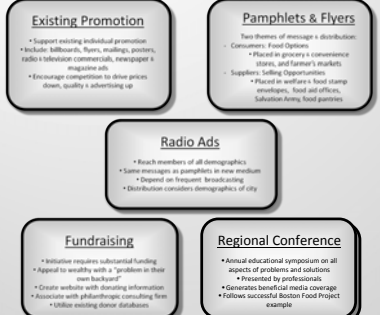 Existing Promotion
• Support existing individual promotion
• Include: billboards, flyers, mailings, posters,
radio & television commercials, newspaper &
magazine ads
• Encourage competition to drive prices
down, quality & advertising up
Pamphlets & Flyers
Two themes of message & distribution:
- Consumers: Food Options
• Placed in grocery & convenience
stores, and farmer's markets
- Suppliers: Selling Opportunities
• Placed in welfare & food stamp
envelopes, food aid offices,
Salvation Army, food pantries
Radio Ads
• Reach members of all demographics
• Same messages as pamphlets in new medium
• Depend on frequent broadcasting
• Distribution considers demographics of city
Fundraising
• Initiative requires substantial funding
• Appeal to wealthy with a "problem in their
own backyard"
• Create website with donating information
• Associate with philanthropic consulting firm
• Utilize existing donor databases
Regional Conference
• Annual educational symposium on all
aspects of problems and solutions
• Presented by professionals
• Generates beneficial media coverage
• Follows successful Boston Food Project
example